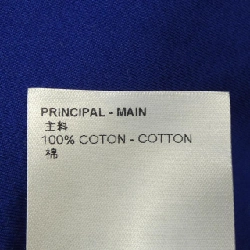 PRINCIPAL - MAIN
主料
100% COTON - COTTON
棉